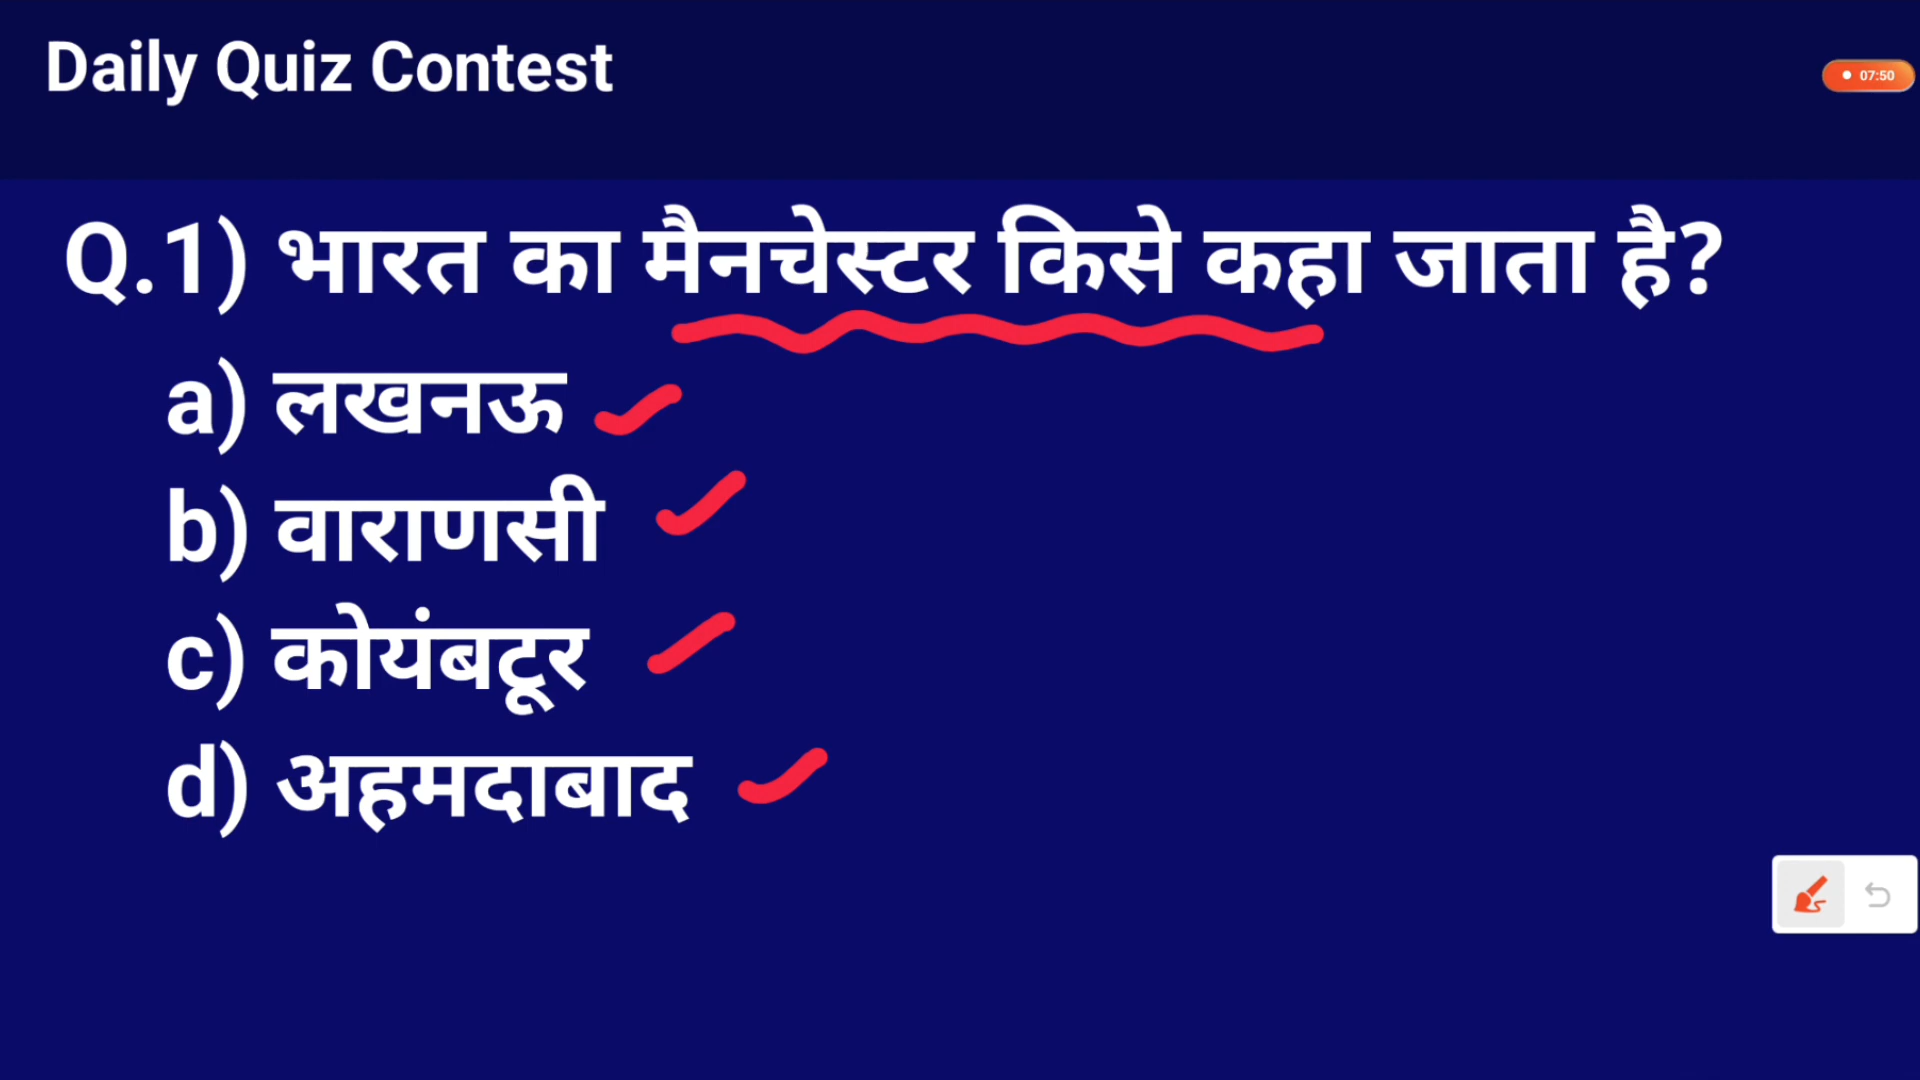 Daily Quiz Contest
07:50
Q.1) भारत का मैनचेस्टर किसे कहा जाता है?
a) लखनऊ
b) वाराणसी
c) कोयंबटूर
d) अहमदाबाद